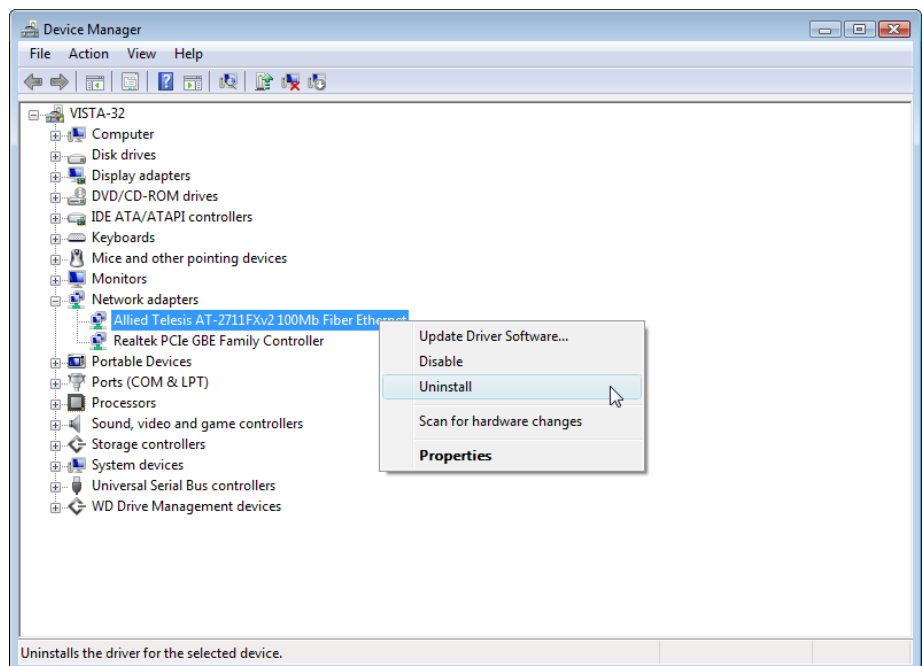 Device Manager
File Action View Help
VISTA-32
Computer
Disk drives
Display adapters
DVD/CD-ROM drives
IDE ATA/ATAPI controllers
Keyboards
Mice and other pointing devices
Monitors
Network adapters
Allied Telesis AT-2711FXv2 100Mb Fiber Ethernet
Realtek PCIe GBE Family Controller
Portable Devices
Ports (COM & LPT)
Processors
Sound, video and game controllers
Storage controllers
System devices
Universal Serial Bus controllers
WD Drive Management devices
Update Driver Software...
Disable
Uninstall
Scan for hardware changes
Properties
Uninstalls the driver for the selected device.